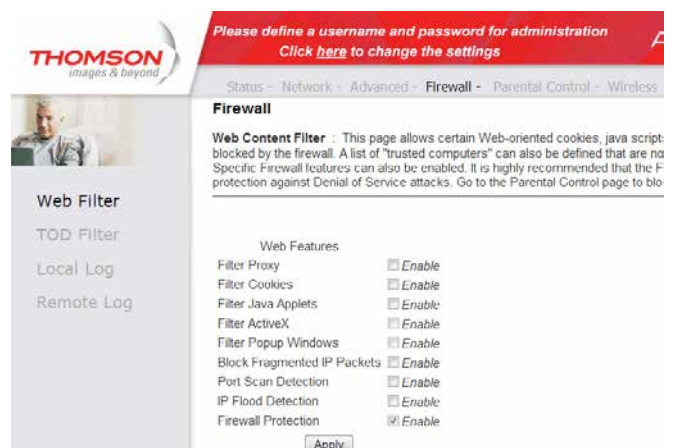 THOMSON
images & beyond
Please define a username and password for administration
Click here to change the settings
A
Status - Network - Advanced - Firewall - Parental Control - Wireless
Firewall
Web Content Filter : This page allows certain Web-oriented cookies, java script
blocked by the firewall. A list of "trusted computers" can also be defined that are no
Specific Firewall features can also be enabled. It is highly recommended that the F
protection against Denial of Service attacks. Go to the Parental Control page to blo
Web Filter
TOD Filter
Local Log
Remote Log
Web Features
Filter Proxy Enable
Filter Cookies Enable
Filter Java Applets Enable
Filter ActiveX Enable
Filter Popup Windows Enable
Block Fragmented IP Packets Enable
Port Scan Detection Enable
IP Flood Detection Enable
Firewall Protection Enable
Apply